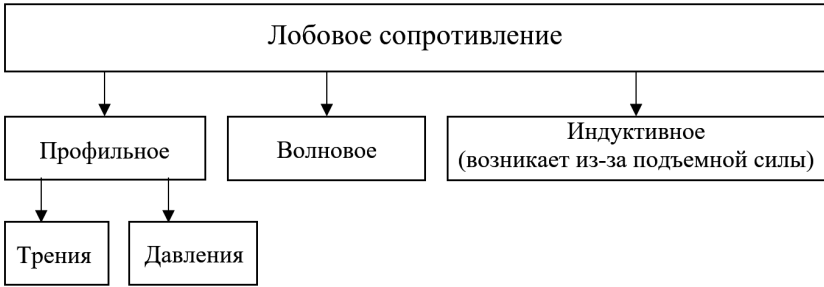 Лобовое сопротивление
Профильное
Волновое
Индуктивное
(возникает из-за подъемной силы)
Трения
Давления